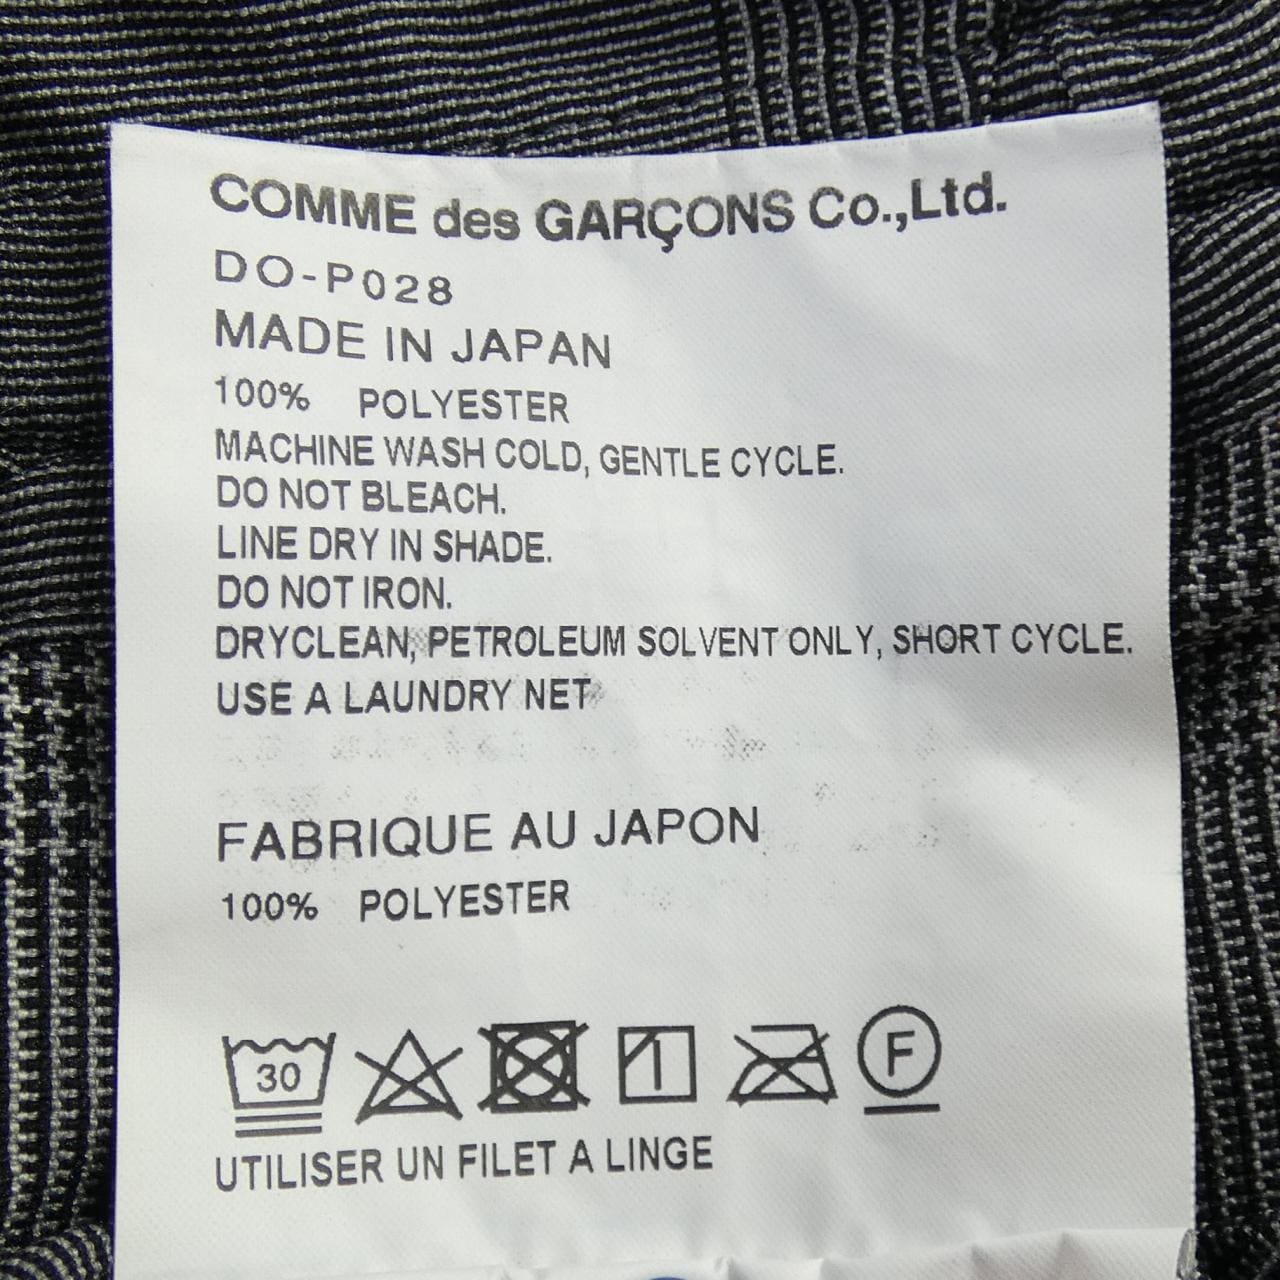 COMME des GARÇONS Co.,Ltd.
DO-P028
MADE IN JAPAN
100% POLYESTER
MACHINE WASH COLD, GENTLE CYCLE.
DO NOT BLEACH.
LINE DRY IN SHADE.
DO NOT IRON.
DRYCLEAN, PETROLEUM SOLVENT ONLY, SHORT CYCLE.
USE A LAUNDRY NET
FABRIQUE AU JAPON
100% POLYESTER
30 F
UTILISER UN FILET A LINGE